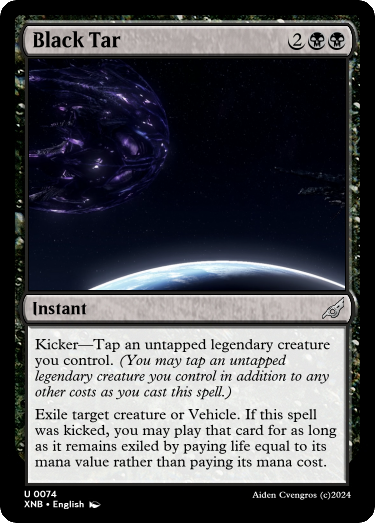 Black Tar 2
Instant
Kicker—Tap an untapped legendary creature
you control. (You may tap an untapped
legendary creature you control in addition to any
other costs as you cast this spell.)
Exile target creature or Vehicle. If this spell
was kicked, you may play that card for as long
as it remains exiled by paying life equal to its
mana value rather than paying its mana cost.
U 0074
XNB • English Aiden Cvengros (c)2024